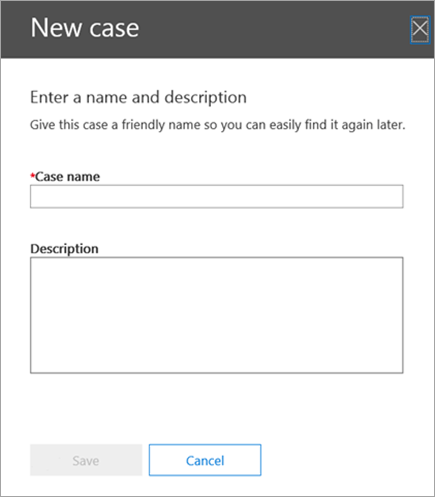 New case
Enter a name and description
Give this case a friendly name so you can easily find it again later.
*Case name
Description
Save
Cancel